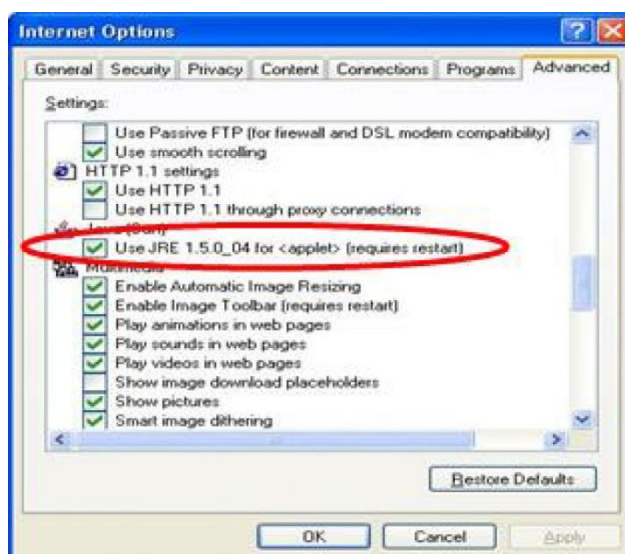 Internet Options
General Security Privacy Content Connections Programs Advanced
Settings:
Use Passive FTP (for firewall and DSL modem compatibility)
Use smooth scrolling
HTTP 1.1 settings
Use HTTP 1.1
Use HTTP 1.1 through proxy connections
Java (Sun)
Use JRE 1.5.0_04 for <applet> (requires restart)
Multimedia
Enable Automatic Image Resizing
Enable Image Toolbar (requires restart)
Play animations in web pages
Play sounds in web pages
Play videos in web pages
Show image download placeholders
Show pictures
Smart image dithering
Restore Defaults
OK Cancel Apply